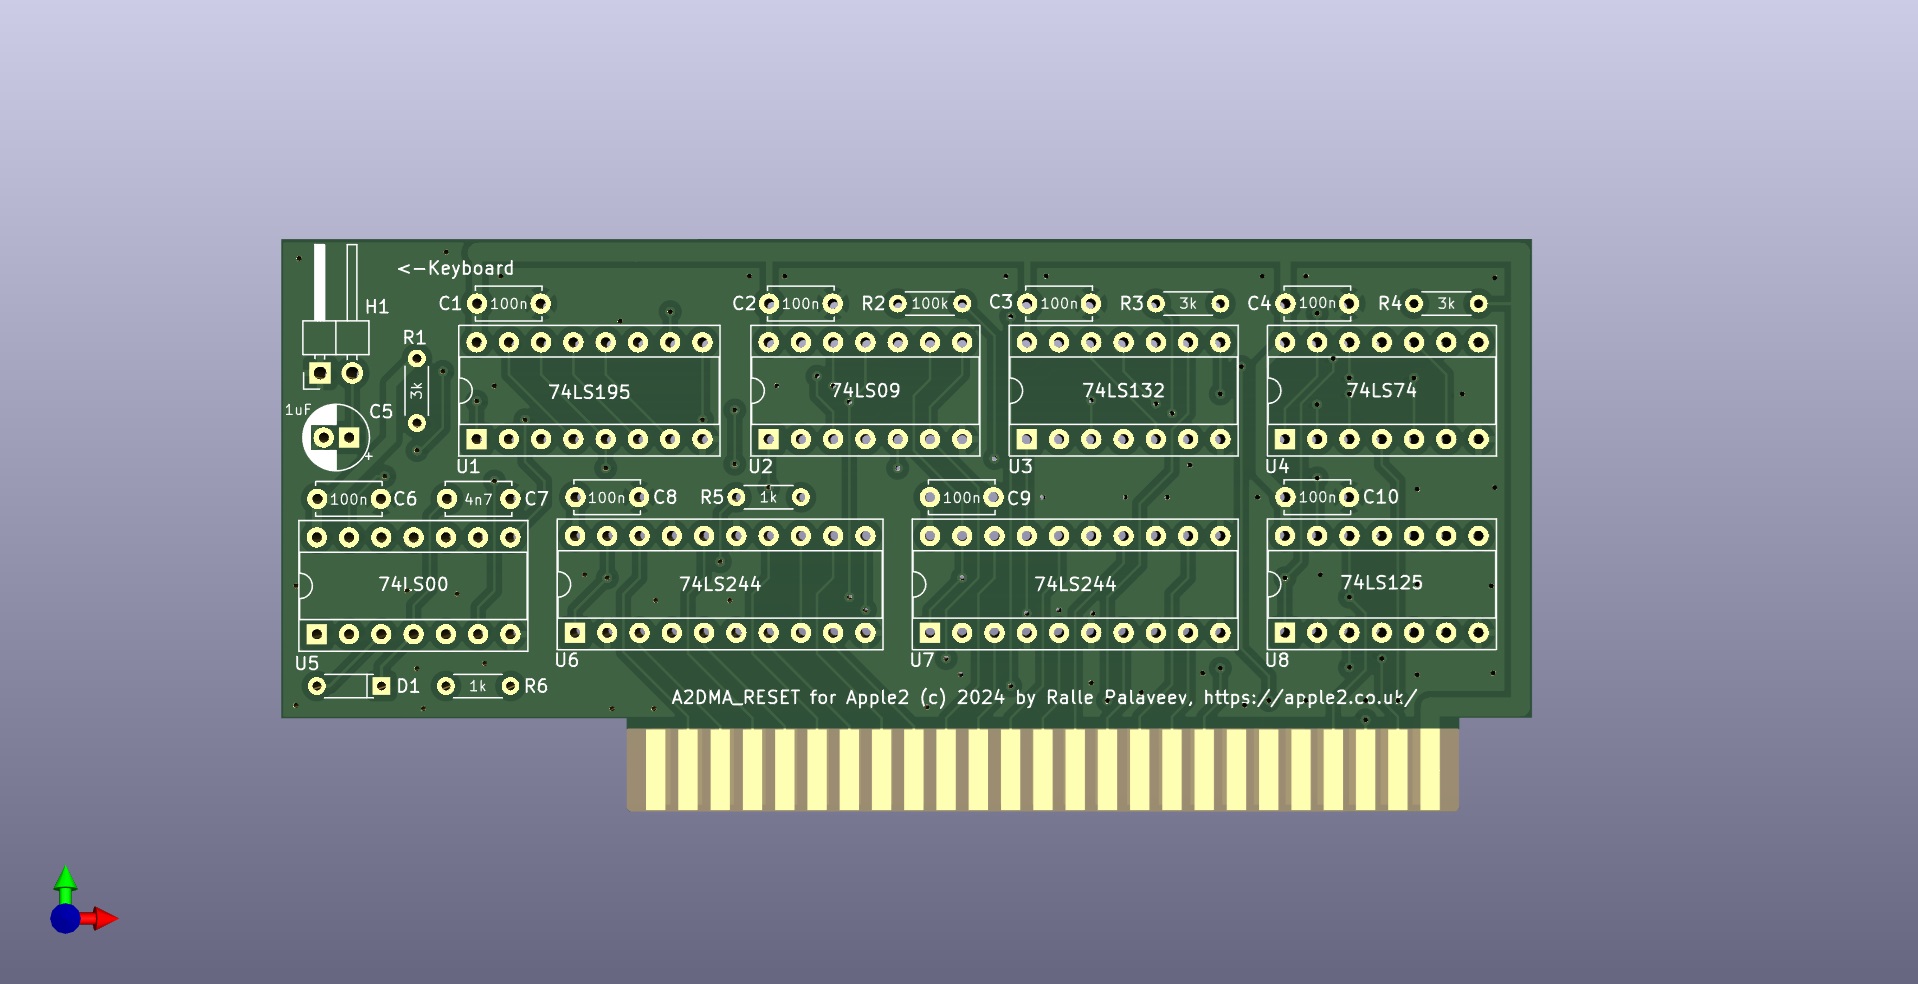 <-Keyboard
H1
C1 100n
C2 100n
R2 100k
C3 100n
R3 3k
C4 100n
R4 3k
R1
3k
1uF
C5
+
74LS195
74LS09
74LS132
74LS74
U1
U2
U3
U4
100n C6
4n7 C7
100n C8
R5 1k
100n C9
100n C10
74LS00
74LS244
74LS244
74LS125
U5
U6
U7
U8
D1
1k R6
A2DMA_RESET for Apple2 (c) 2024 by Ralle Palaveev, https://apple2.co.uk/